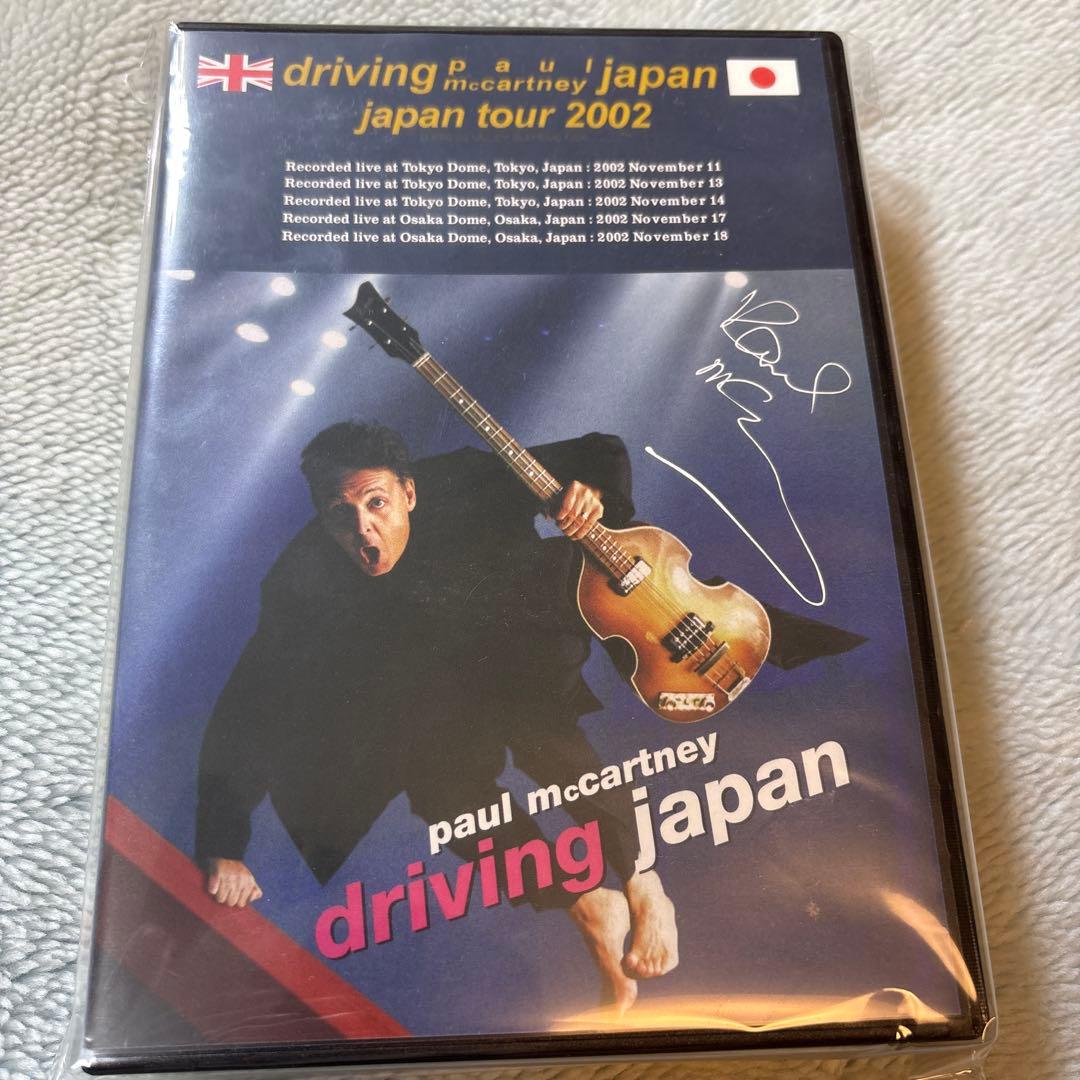 driving paul mccartney japan
japan tour 2002
Recorded live at Tokyo Dome, Tokyo, Japan : 2002 November 11
Recorded live at Tokyo Dome, Tokyo, Japan : 2002 November 13
Recorded live at Tokyo Dome, Tokyo, Japan : 2002 November 14
Recorded live at Osaka Dome, Osaka, Japan : 2002 November 17
Recorded live at Osaka Dome, Osaka, Japan : 2002 November 18
Paul
paul mccartney
driving japan